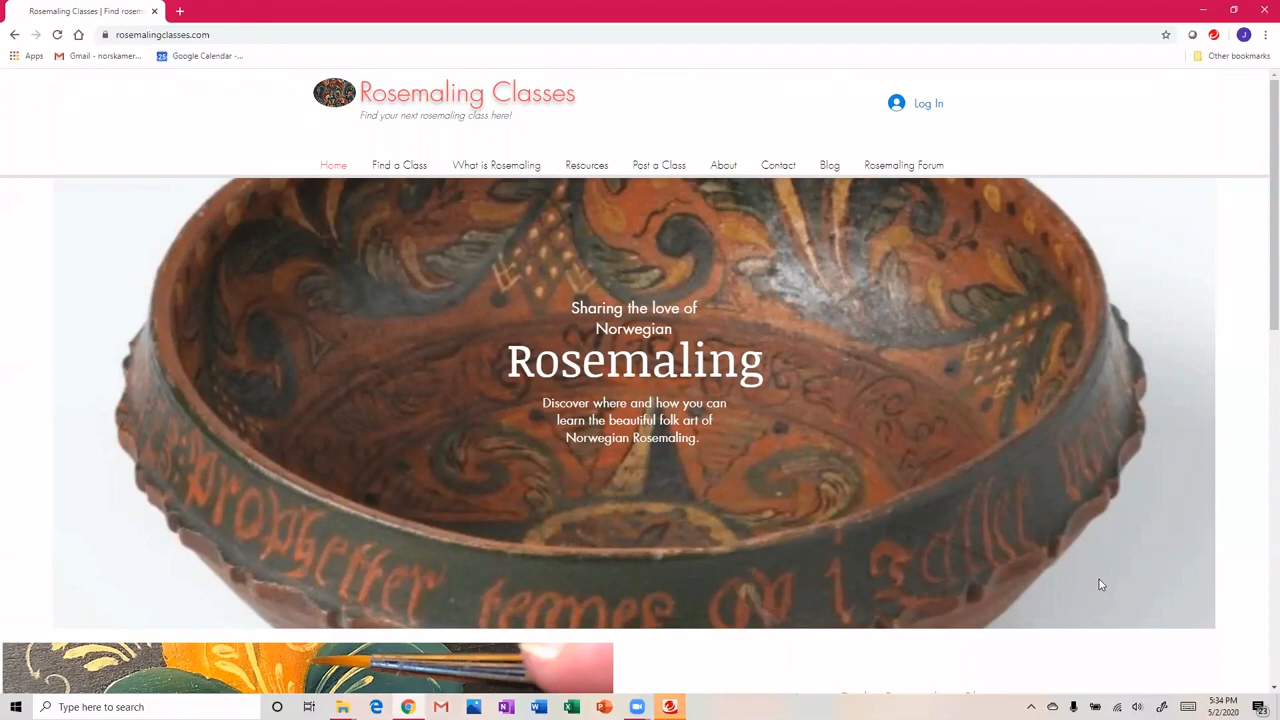 Rosemaling Classes | Find rosem
rosemalingclasses.com
Apps
Gmail - norskamer...
Google Calendar -...
Other bookmarks
Rosemaling Classes
Find your next rosemaling class here!
Log In
Home
Find a Class
What is Rosemaling
Resources
Post a Class
About
Contact
Blog
Rosemaling Forum
Sharing the love of
Norwegian
Rosemaling
Discover where and how you can
learn the beautiful folk art of
Norwegian Rosemaling.
Type here to search
5:34 PM
5/2/2020
23